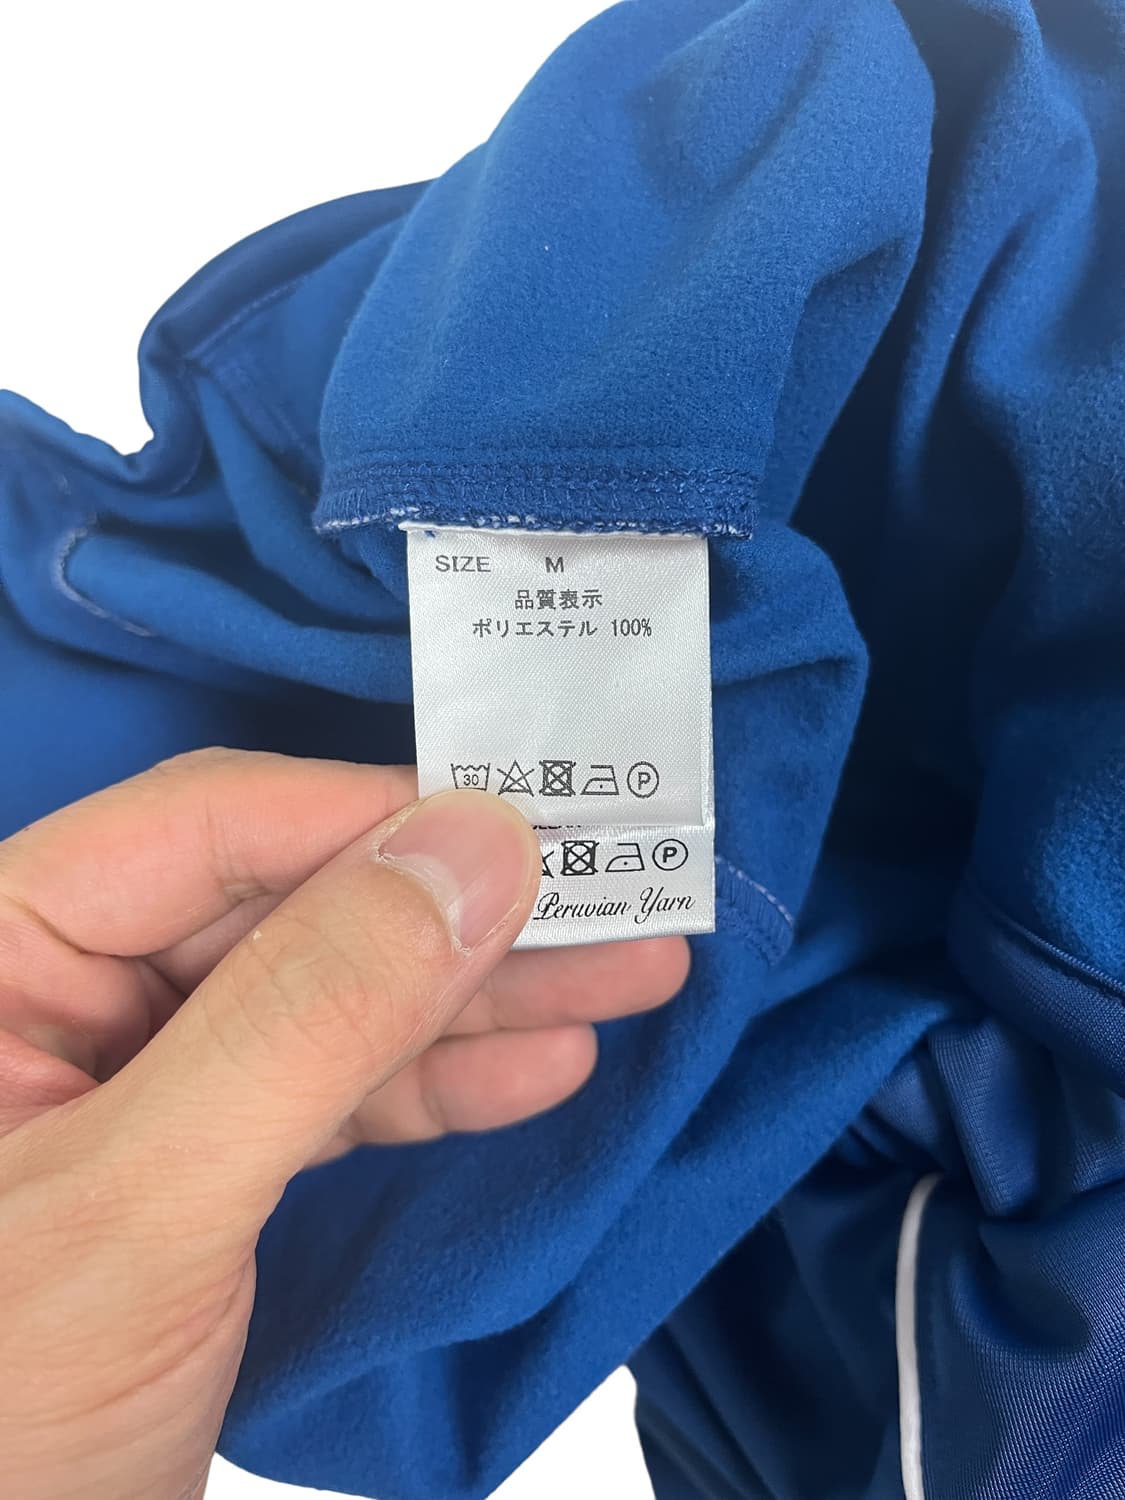 SIZE M
品質表示
ポリエステル 100%
30 P
P
Peruvian Yarn